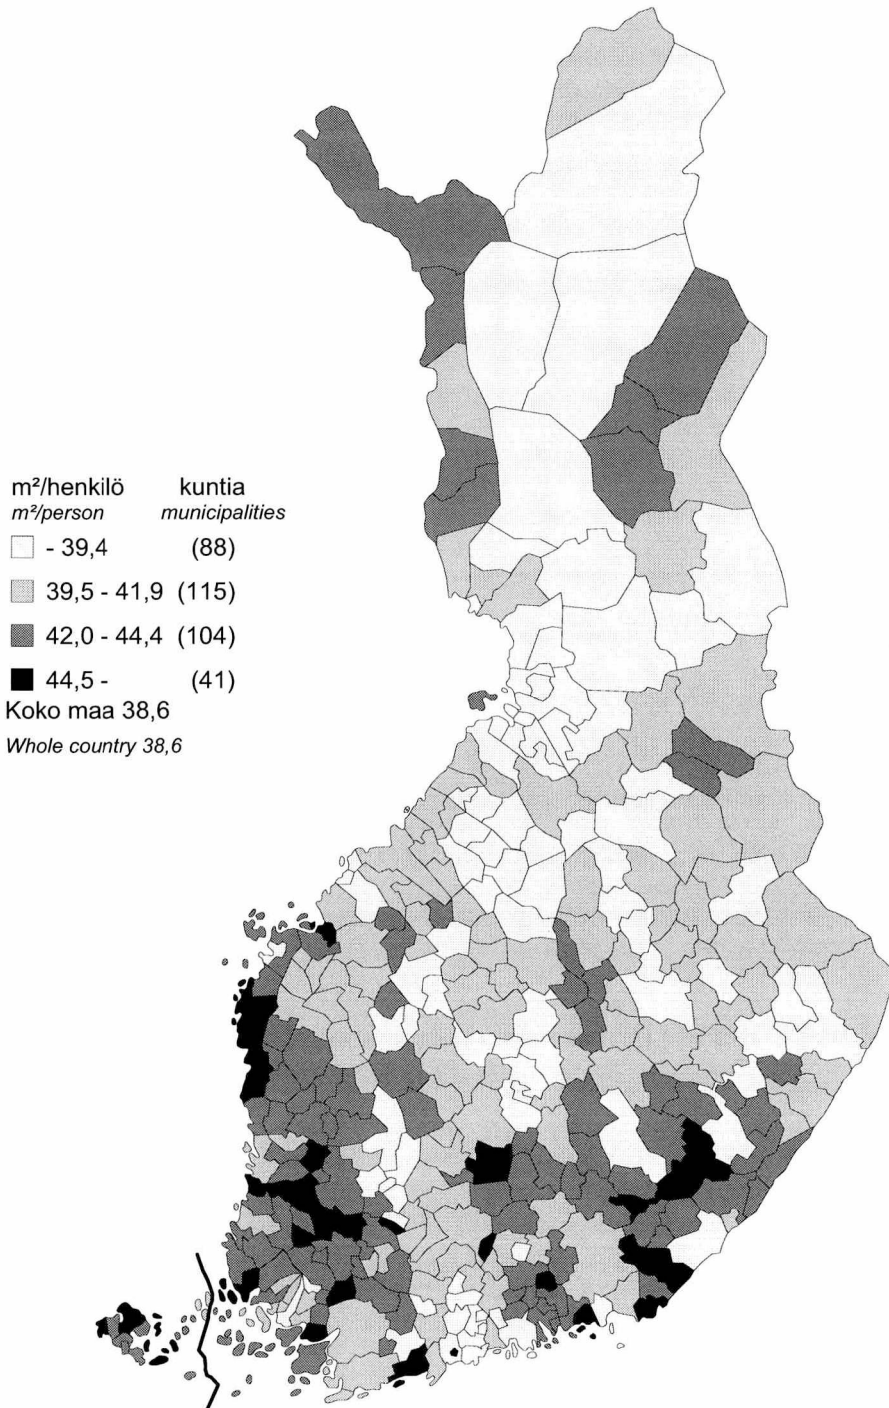 m²/henkilö kuntia
m²/person municipalities
- 39,4 (88)
39,5 - 41,9 (115)
42,0 - 44,4 (104)
44,5 - (41)
Koko maa 38,6
Whole country 38,6